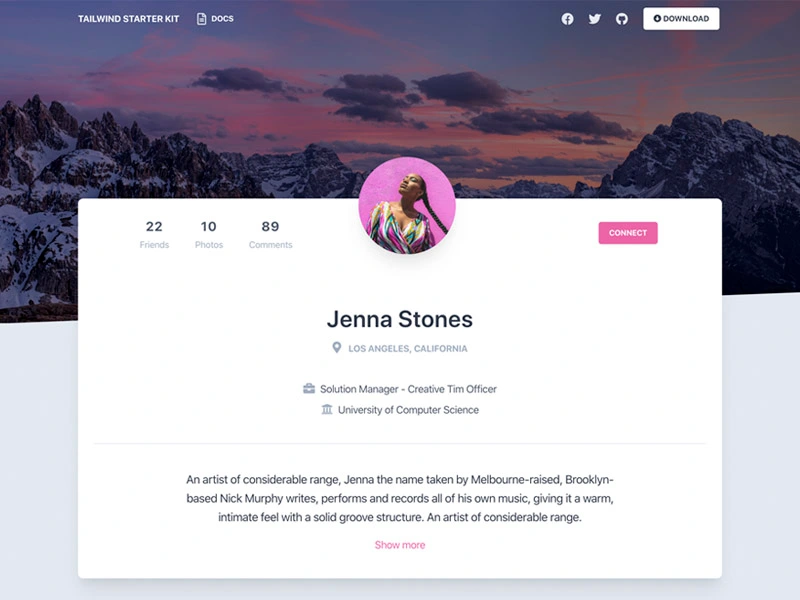 TAILWIND STARTER KIT DOCS DOWNLOAD
22 10 89
Friends Photos Comments
CONNECT
Jenna Stones
LOS ANGELES, CALIFORNIA
Solution Manager - Creative Tim Officer
University of Computer Science
An artist of considerable range, Jenna the name taken by Melbourne-raised, Brooklyn-
based Nick Murphy writes, performs and records all of his own music, giving it a warm,
intimate feel with a solid groove structure. An artist of considerable range.
Show more